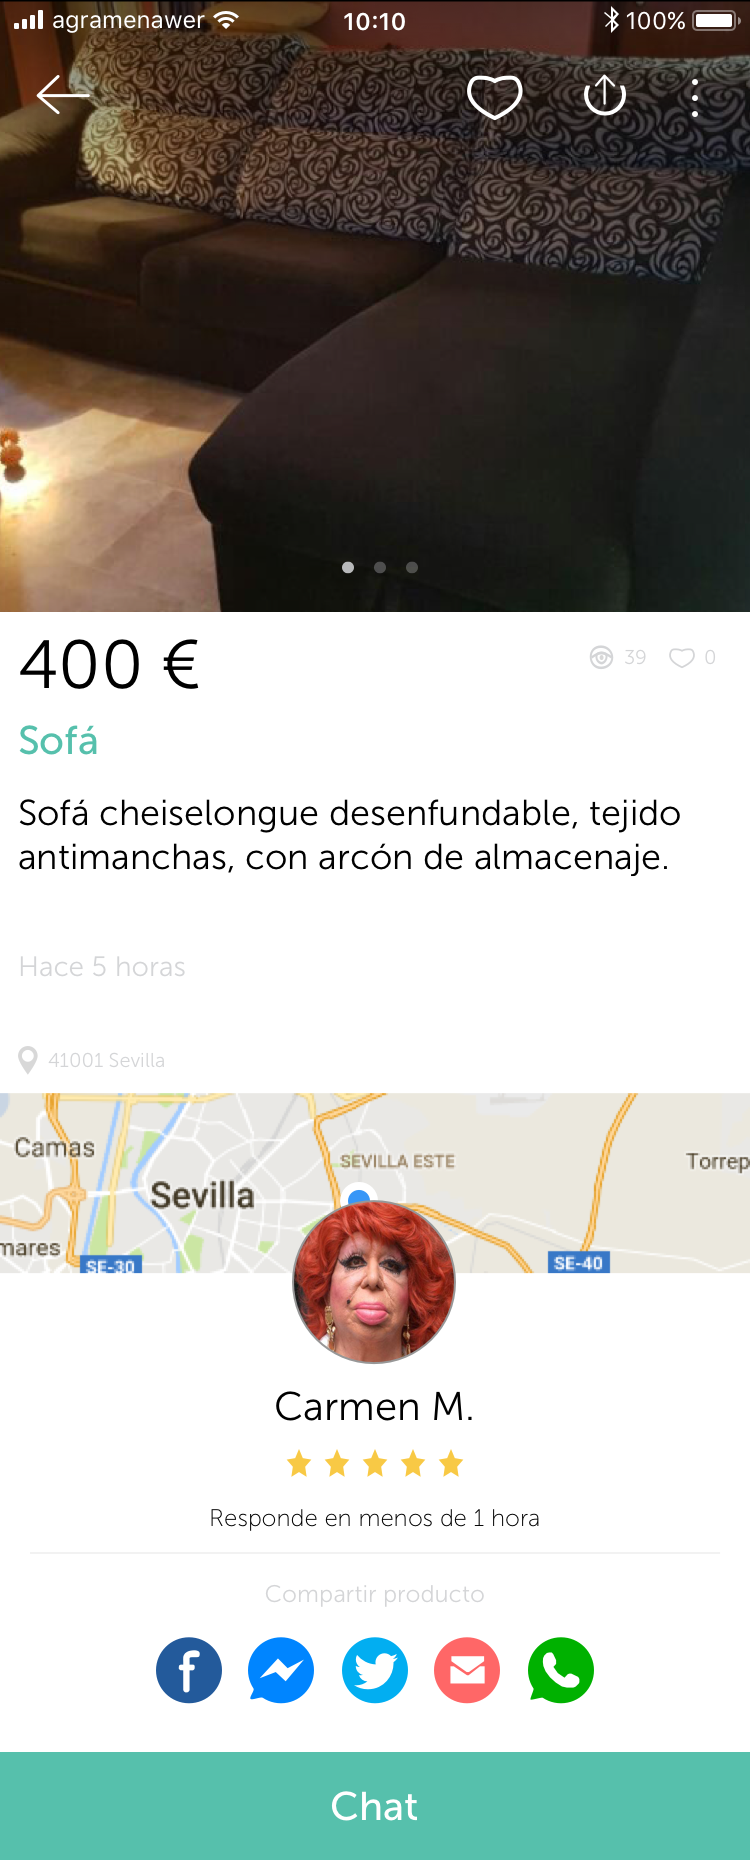 agramenawer 10:10 100%
400 €
39 0
Sofá
Sofá cheiselongue desenfundable, tejido
antimanchas, con arcón de almacenaje.
Hace 5 horas
41001 Sevilla
Camas
SEVILLA ESTE
Torrep
Sevilla
mares
SE-30
SE-40
Carmen M.
Responde en menos de 1 hora
Compartir producto
Chat